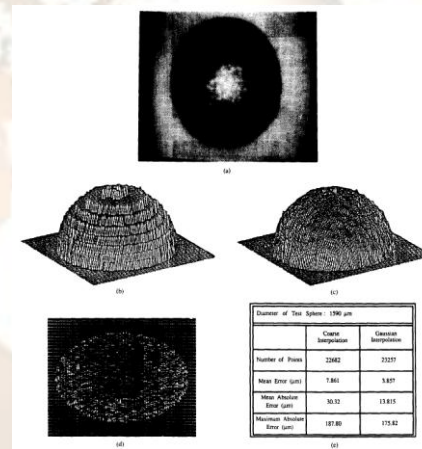 (a)
(b)
(c)
(d)
Diameter of Test Sphere : 1590 μm
Coarse Interpolation
Gaussian Interpolation
Number of Points 22682 23257
Mean Error (μm) 7.861 3.857
Mean Absolute Error (μm) 30.32 13.815
Maximum Absolute Error (μm) 187.80 175.82
(e)